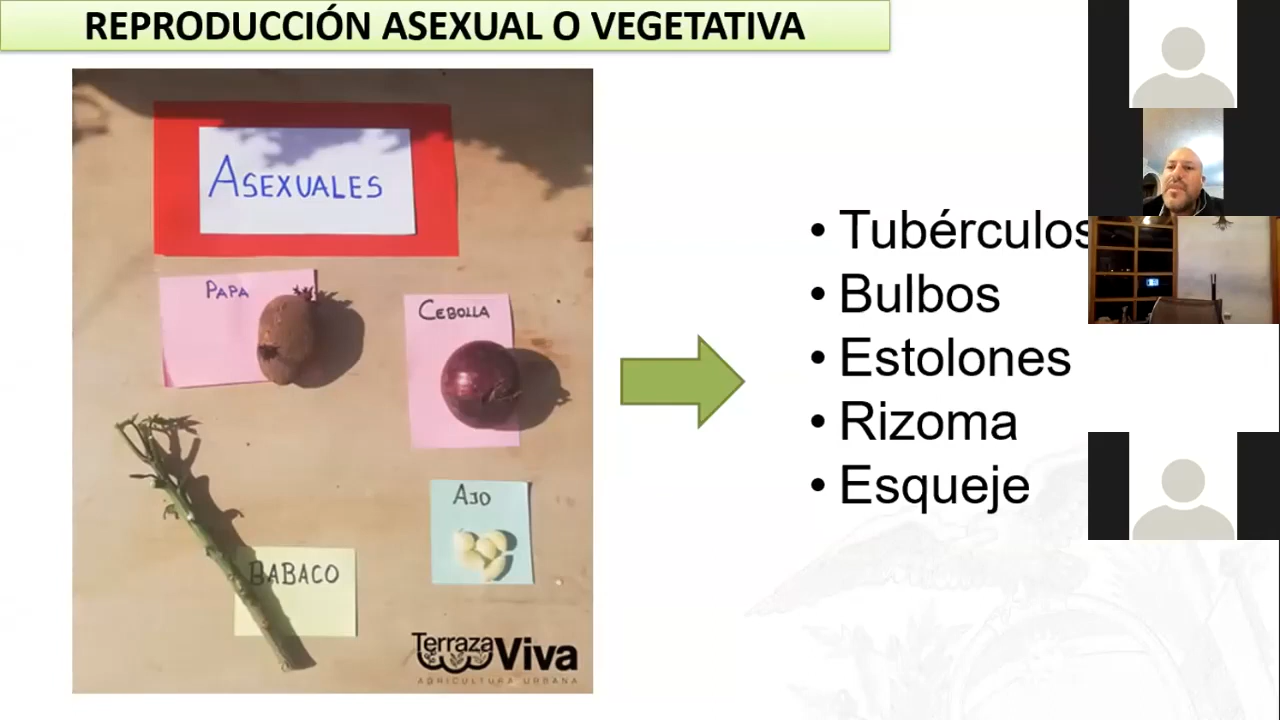 REPRODUCCIÓN ASEXUAL O VEGETATIVA
ASEXUALES
PAPA
CEBOLLA
AJO
BABACO
Terraza Viva
AGRICULTURA URBANA
• Tubérculos
• Bulbos
• Estolones
• Rizoma
• Esqueje